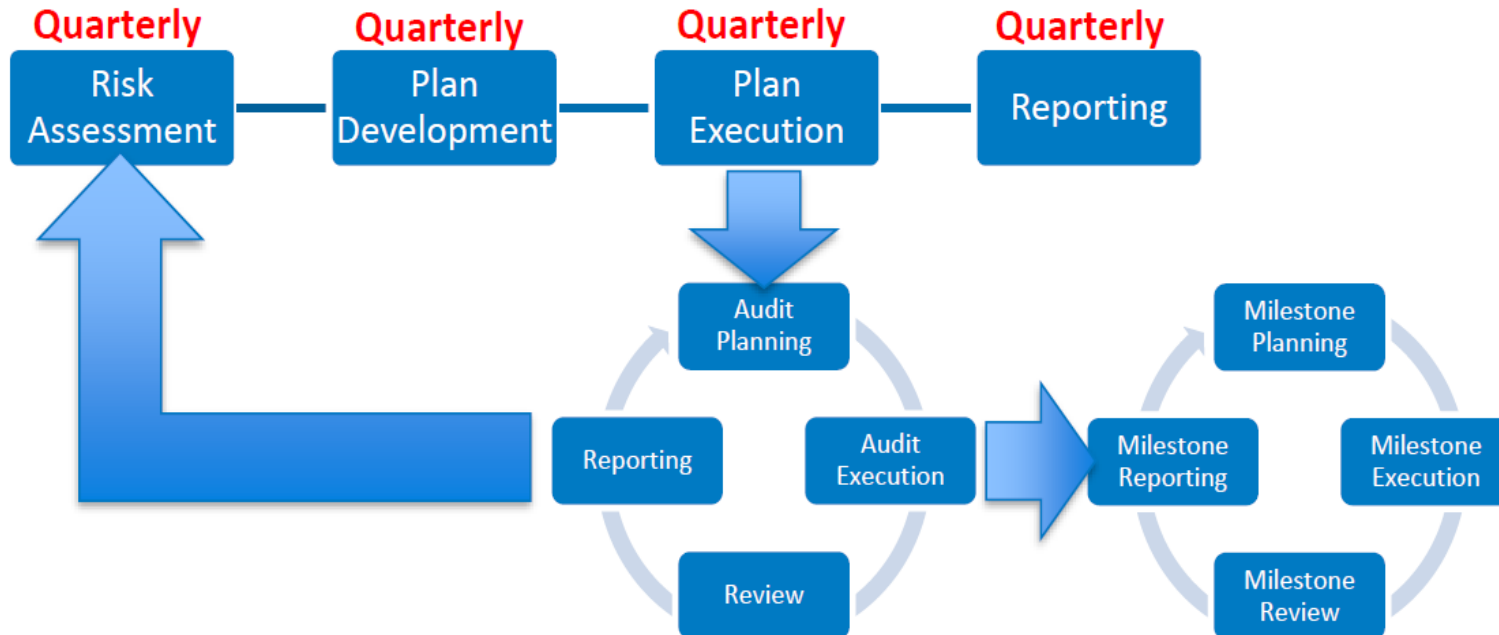 Quarterly
Quarterly
Quarterly
Quarterly
Risk
Assessment
Plan
Development
Plan
Execution
Reporting
Audit
Planning
Audit
Execution
Review
Reporting
Milestone
Planning
Milestone
Execution
Milestone
Review
Milestone
Reporting